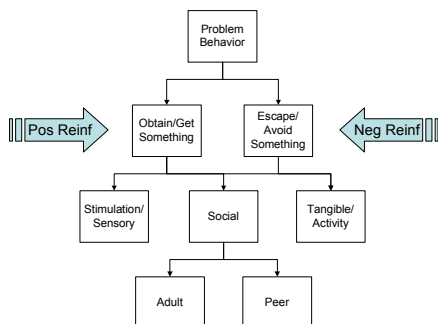 Problem
Behavior
Pos Reinf
Obtain/Get
Something
Escape/
Avoid
Something
Neg Reinf
Stimulation/
Sensory
Social
Tangible/
Activity
Adult
Peer